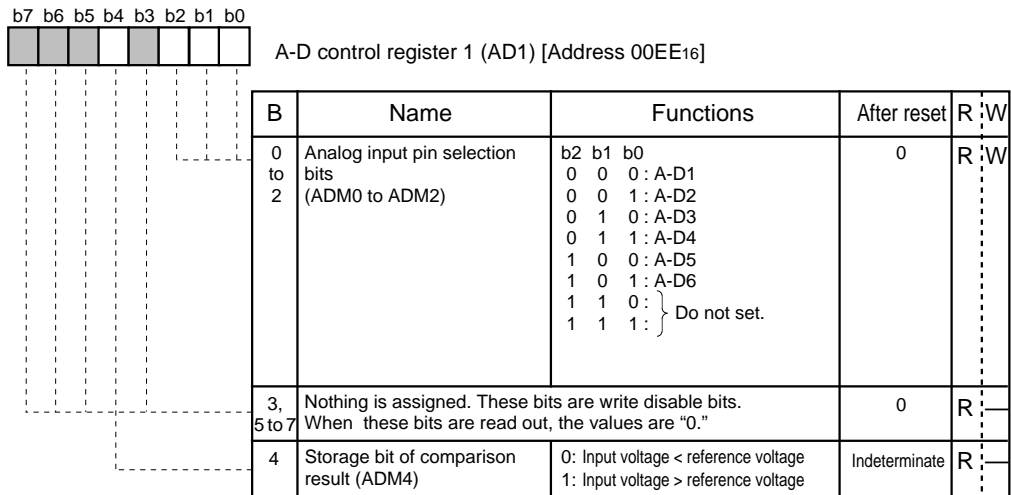 b7 b6 b5 b4 b3 b2 b1 b0
A-D control register 1 (AD1) [Address 00EE16]
B Name Functions After reset R W
0 to 2
Analog input pin selection bits (ADM0 to ADM2)
b2 b1 b0
0 0 0 : A-D1
0 0 1 : A-D2
0 1 0 : A-D3
0 1 1 : A-D4
1 0 0 : A-D5
1 0 1 : A-D6
1 1 0 :
1 1 1 :
Do not set.
0 R W
3, 5 to 7
Nothing is assigned. These bits are write disable bits.
When these bits are read out, the values are “0.”
0 R —
4
Storage bit of comparison
result (ADM4)
0: Input voltage < reference voltage
1: Input voltage > reference voltage
Indeterminate R —